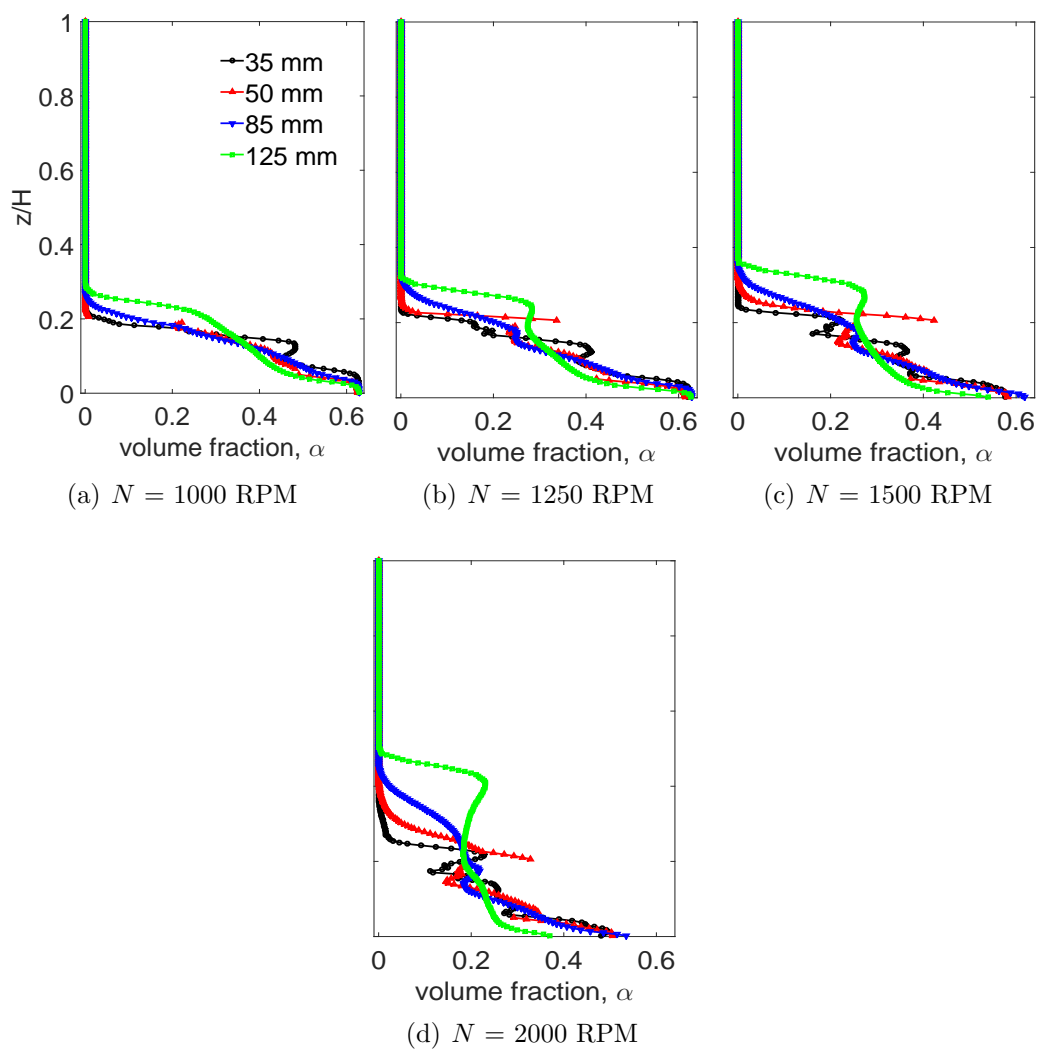 1
0.8
0.6
0.4
0.2
0
z/H
35 mm
50 mm
85 mm
125 mm
0 0.2 0.4 0.6
0 0.2 0.4 0.6
0 0.2 0.4 0.6
volume fraction, α
volume fraction, α
volume fraction, α
(a) N = 1000 RPM
(b) N = 1250 RPM
(c) N = 1500 RPM
0 0.2 0.4 0.6
volume fraction, α
(d) N = 2000 RPM